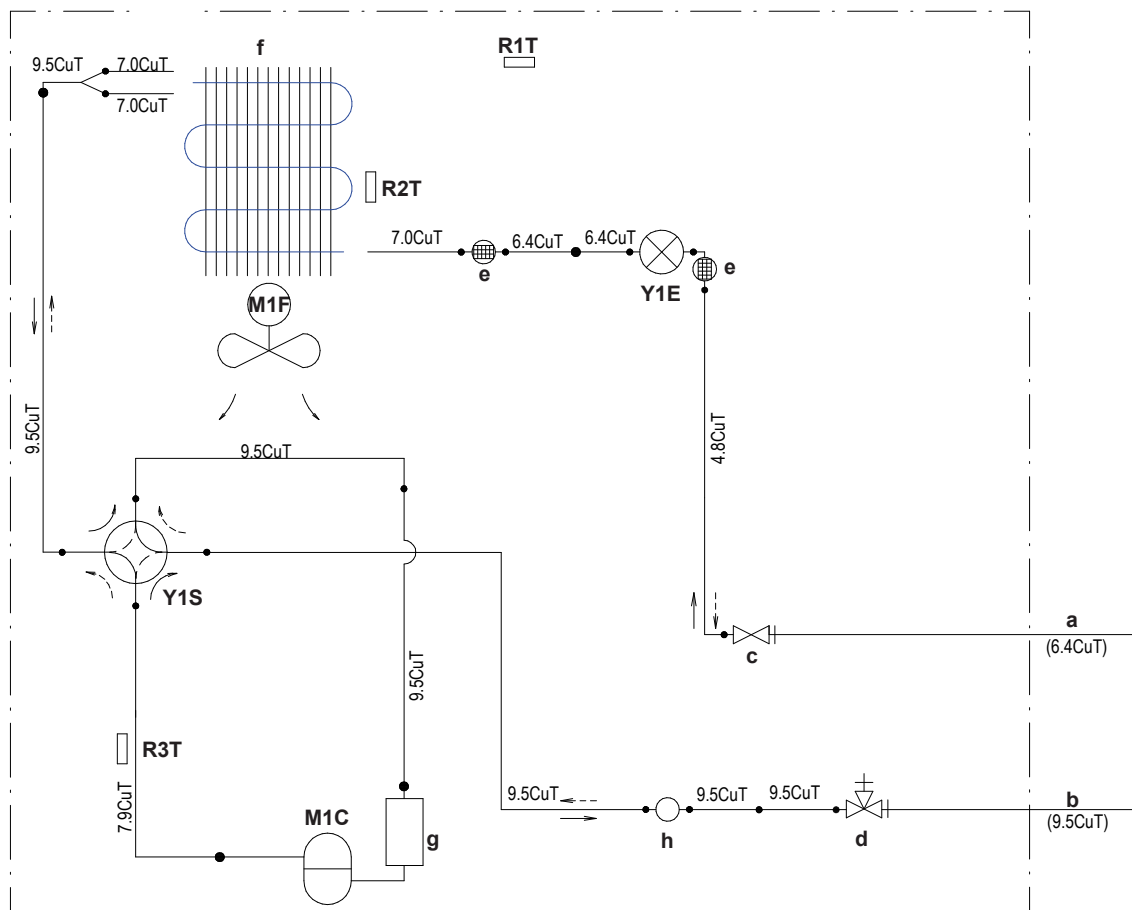 f
R1T
9.5CuT
7.0CuT
7.0CuT
R2T
7.0CuT
6.4CuT
6.4CuT
e
Y1E
e
M1F
9.5CuT
9.5CuT
4.8CuT
Y1S
a
(6.4CuT)
c
9.5CuT
R3T
7.9CuT
M1C
g
9.5CuT
9.5CuT
9.5CuT
h
d
b
(9.5CuT)